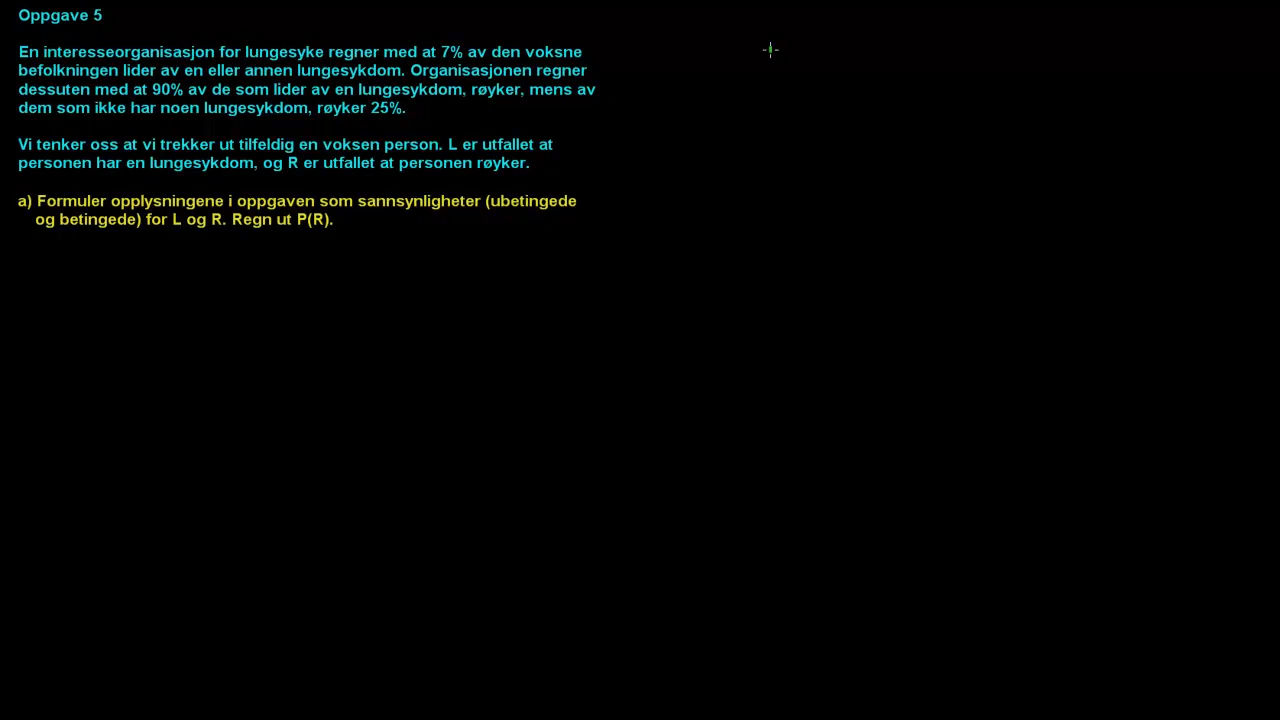 Oppgave 5
En interesseorganisasjon for lungesyke regner med at 7% av den voksne
befolkningen lider av en eller annen lungesykdom. Organisasjonen regner
dessuten med at 90% av de som lider av en lungesykdom, røyker, mens av
dem som ikke har noen lungesykdom, røyker 25%.
Vi tenker oss at vi trekker ut tilfeldig en voksen person. L er utfallet at
personen har en lungesykdom, og R er utfallet at personen røyker.
a) Formuler opplysningene i oppgaven som sannsynligheter (ubetingede
og betingede) for L og R. Regn ut P(R).